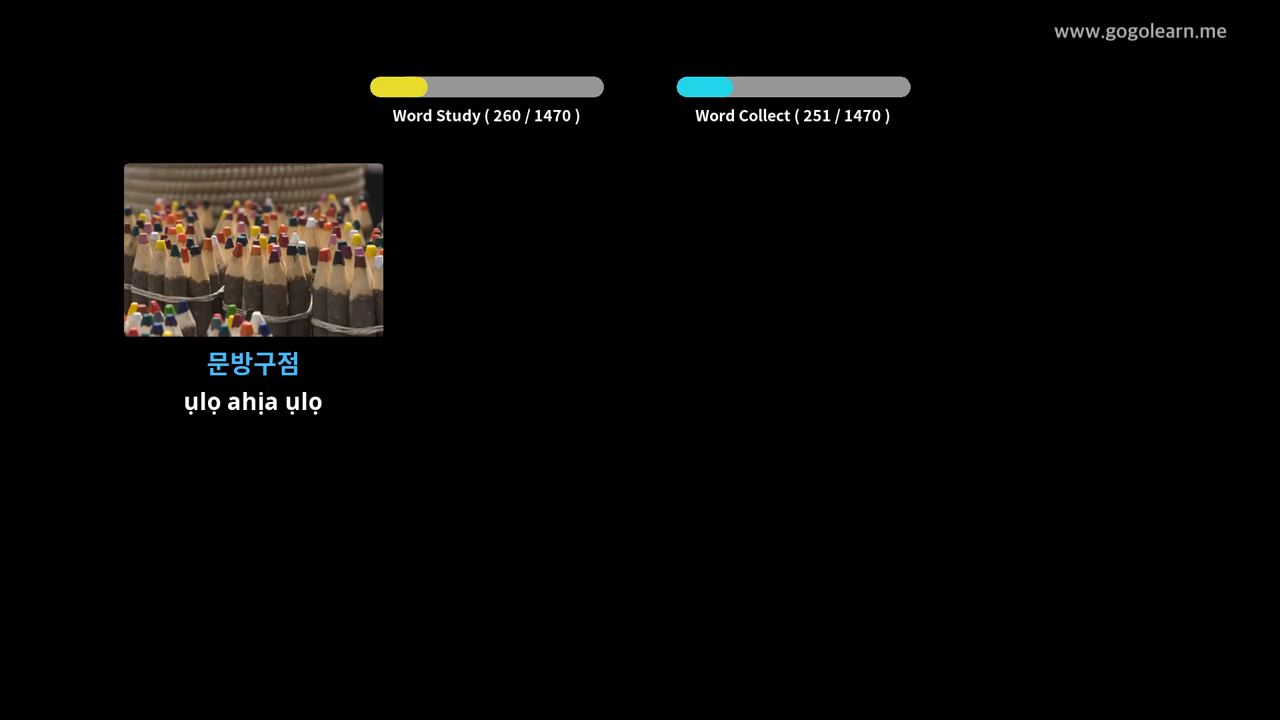 www.gogolearn.me
Word Study ( 260 / 1470 )
Word Collect ( 251 / 1470 )
문방구점
ụlọ ahịa ụlọ